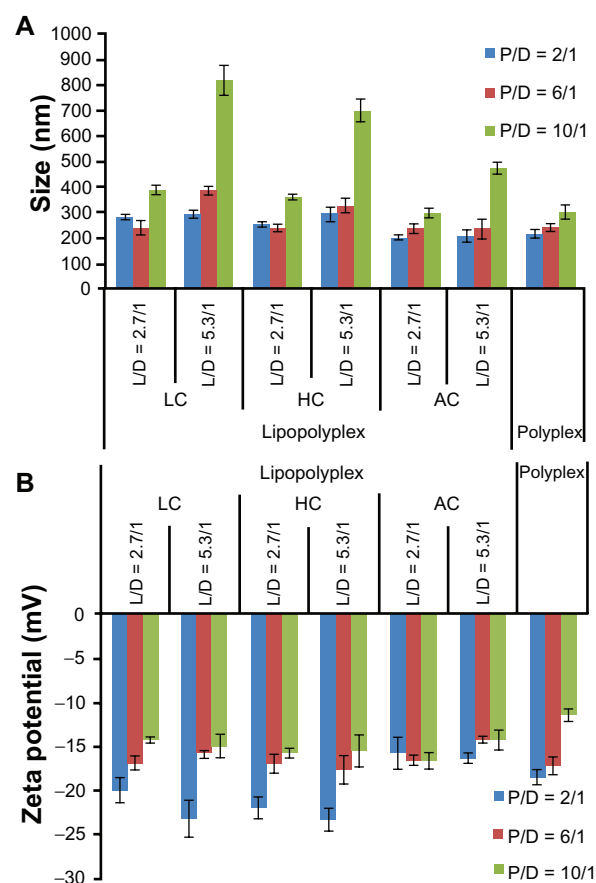 A
1000
900
800
700
600
500
400
300
200
100
0
Size (nm)
P/D = 2/1
P/D = 6/1
P/D = 10/1
L/D = 2.7/1
L/D = 5.3/1
L/D = 2.7/1
L/D = 5.3/1
L/D = 2.7/1
L/D = 5.3/1
LC
HC
AC
Lipopolyplex
Polyplex
B
Lipopolyplex
Polyplex
LC
HC
AC
L/D = 2.7/1
L/D = 5.3/1
L/D = 2.7/1
L/D = 5.3/1
L/D = 2.7/1
L/D = 5.3/1
0
−5
−10
−15
−20
−25
−30
Zeta potential (mV)
P/D = 2/1
P/D = 6/1
P/D = 10/1